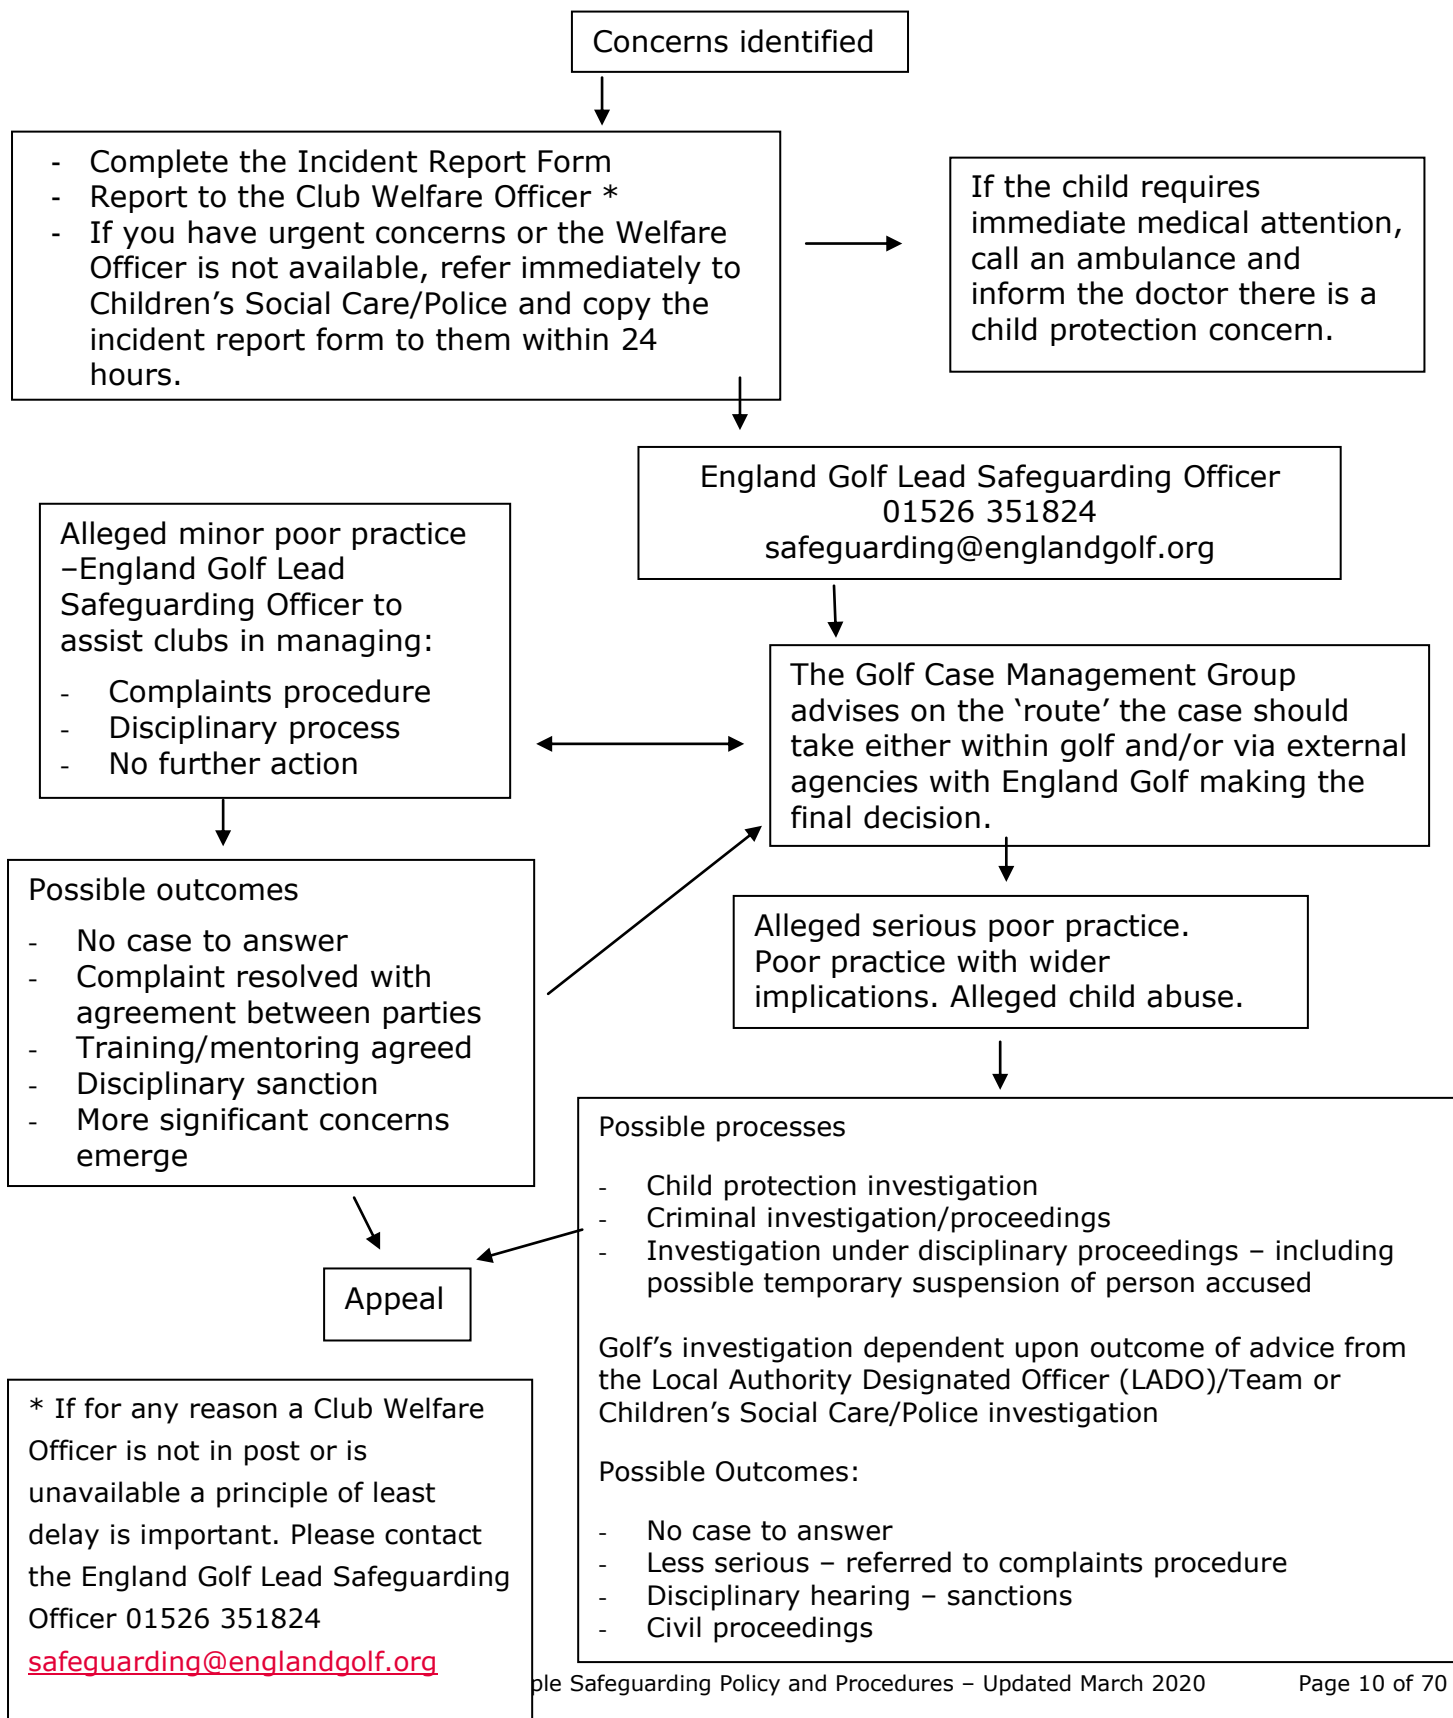 Concerns identified
- Complete the Incident Report Form
- Report to the Club Welfare Officer *
- If you have urgent concerns or the Welfare
Officer is not available, refer immediately to
Children’s Social Care/Police and copy the
incident report form to them within 24
hours.
If the child requires
immediate medical attention,
call an ambulance and
inform the doctor there is a
child protection concern.
England Golf Lead Safeguarding Officer
01526 351824
safeguarding@englandgolf.org
Alleged minor poor practice
–England Golf Lead
Safeguarding Officer to
assist clubs in managing:
- Complaints procedure
- Disciplinary process
- No further action
The Golf Case Management Group
advises on the ‘route’ the case should
take either within golf and/or via external
agencies with England Golf making the
final decision.
Possible outcomes
- No case to answer
- Complaint resolved with
agreement between parties
- Training/mentoring agreed
- Disciplinary sanction
- More significant concerns
emerge
Alleged serious poor practice.
Poor practice with wider
implications. Alleged child abuse.
Possible processes
- Child protection investigation
- Criminal investigation/proceedings
- Investigation under disciplinary proceedings – including
possible temporary suspension of person accused
Golf’s investigation dependent upon outcome of advice from
the Local Authority Designated Officer (LADO)/Team or
Children’s Social Care/Police investigation
Possible Outcomes:
- No case to answer
- Less serious – referred to complaints procedure
- Disciplinary hearing – sanctions
- Civil proceedings
Appeal
* If for any reason a Club Welfare
Officer is not in post or is
unavailable a principle of least
delay is important. Please contact
the England Golf Lead Safeguarding
Officer 01526 351824
safeguarding@englandgolf.org
Safeguarding Policy and Procedures – Updated March 2020 Page 10 of 70